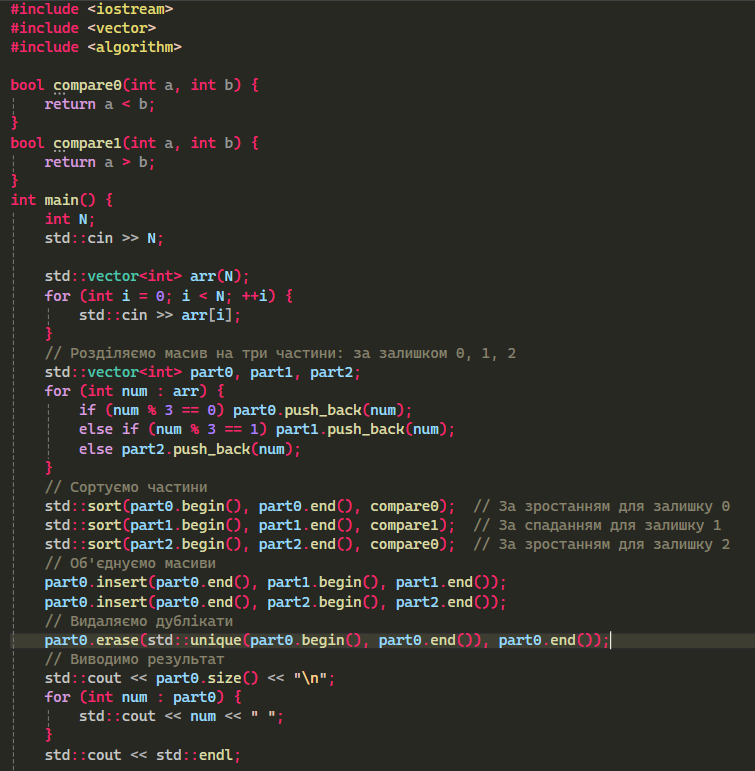 #include <iostream>
#include <vector>
#include <algorithm>
bool compare0(int a, int b) {
return a < b;
}
bool compare1(int a, int b) {
return a > b;
}
int main() {
int N;
std::cin >> N;
std::vector<int> arr(N);
for (int i = 0; i < N; ++i) {
std::cin >> arr[i];
}
// Розділяємо масив на три частини: за залишком 0, 1, 2
std::vector<int> part0, part1, part2;
for (int num : arr) {
if (num % 3 == 0) part0.push_back(num);
else if (num % 3 == 1) part1.push_back(num);
else part2.push_back(num);
}
// Сортуємо частини
std::sort(part0.begin(), part0.end(), compare0); // За зростанням для залишку 0
std::sort(part1.begin(), part1.end(), compare1); // За спаданням для залишку 1
std::sort(part2.begin(), part2.end(), compare0); // За зростанням для залишку 2
// Об'єднуємо масиви
part0.insert(part0.end(), part1.begin(), part1.end());
part0.insert(part0.end(), part2.begin(), part2.end());
// Видаляємо дублікати
part0.erase(std::unique(part0.begin(), part0.end()), part0.end());
// Виводимо результат
std::cout << part0.size() << "\n";
for (int num : part0) {
std::cout << num << " ";
}
std::cout << std::endl;